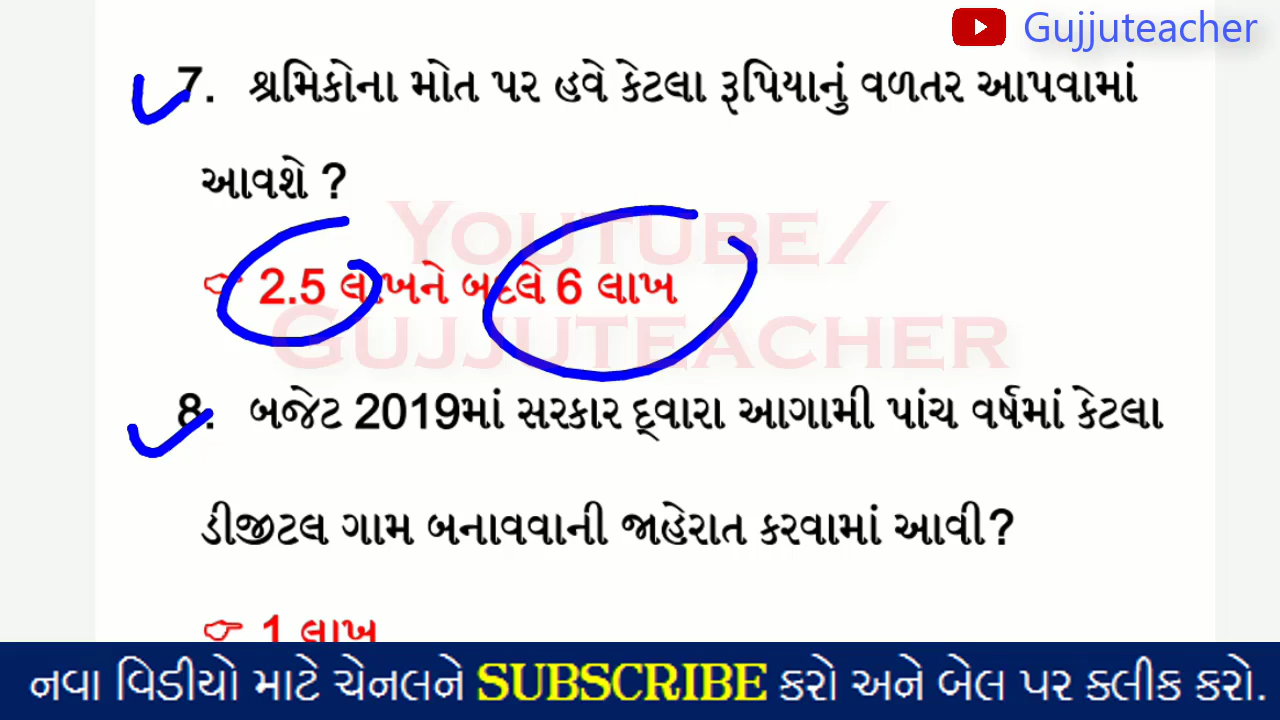 Gujjuteacher
7. શ્રમિકોના મોત પર હવે કેટલા રૂપિયાનું વળતર આપવામાં
આવશે ?
YOUTUBE/
☞ 2.5 લાખને બદલે 6 લાખ
GUJJUTEACHER
8. બજેટ 2019માં સરકાર દ્વારા આગામી પાંચ વર્ષમાં કેટલા
ડીજીટલ ગામ બનાવવાની જાહેરાત કરવામાં આવી?
☞ 1 લાખ
નવા વિડીયો માટે ચેનલને SUBSCRIBE કરો અને બેલ પર ક્લીક કરો.